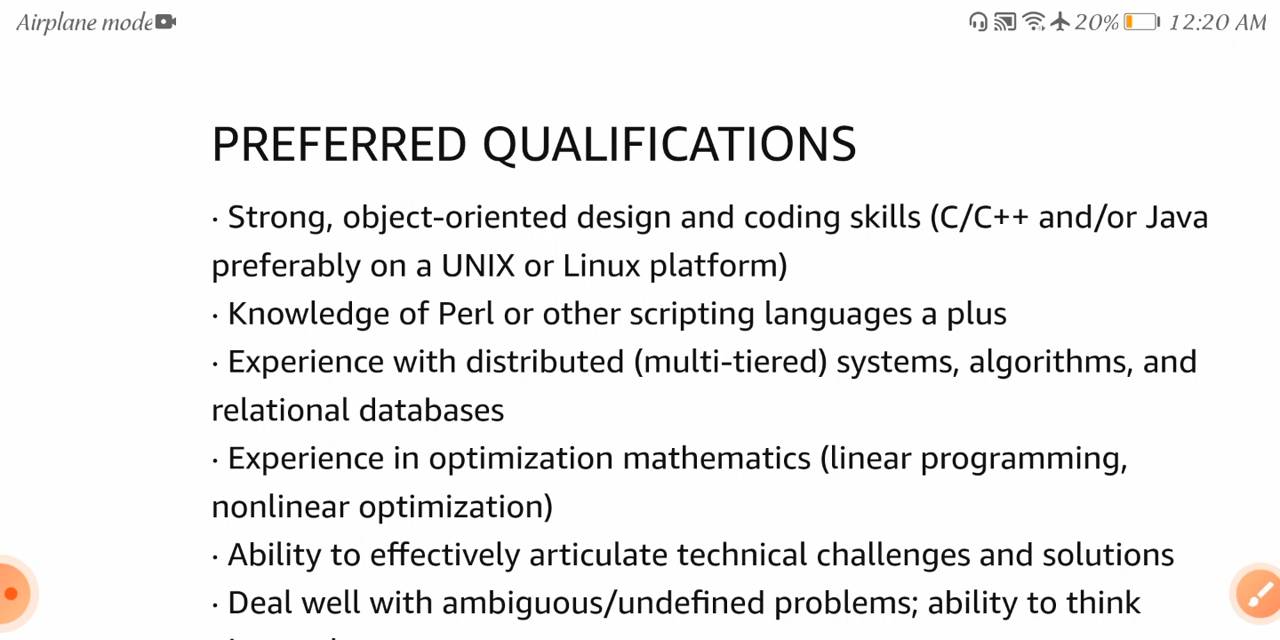 Airplane mode 20% 12:20 AM
PREFERRED QUALIFICATIONS
· Strong, object-oriented design and coding skills (C/C++ and/or Java
preferably on a UNIX or Linux platform)
· Knowledge of Perl or other scripting languages a plus
· Experience with distributed (multi-tiered) systems, algorithms, and
relational databases
· Experience in optimization mathematics (linear programming,
nonlinear optimization)
· Ability to effectively articulate technical challenges and solutions
· Deal well with ambiguous/undefined problems; ability to think